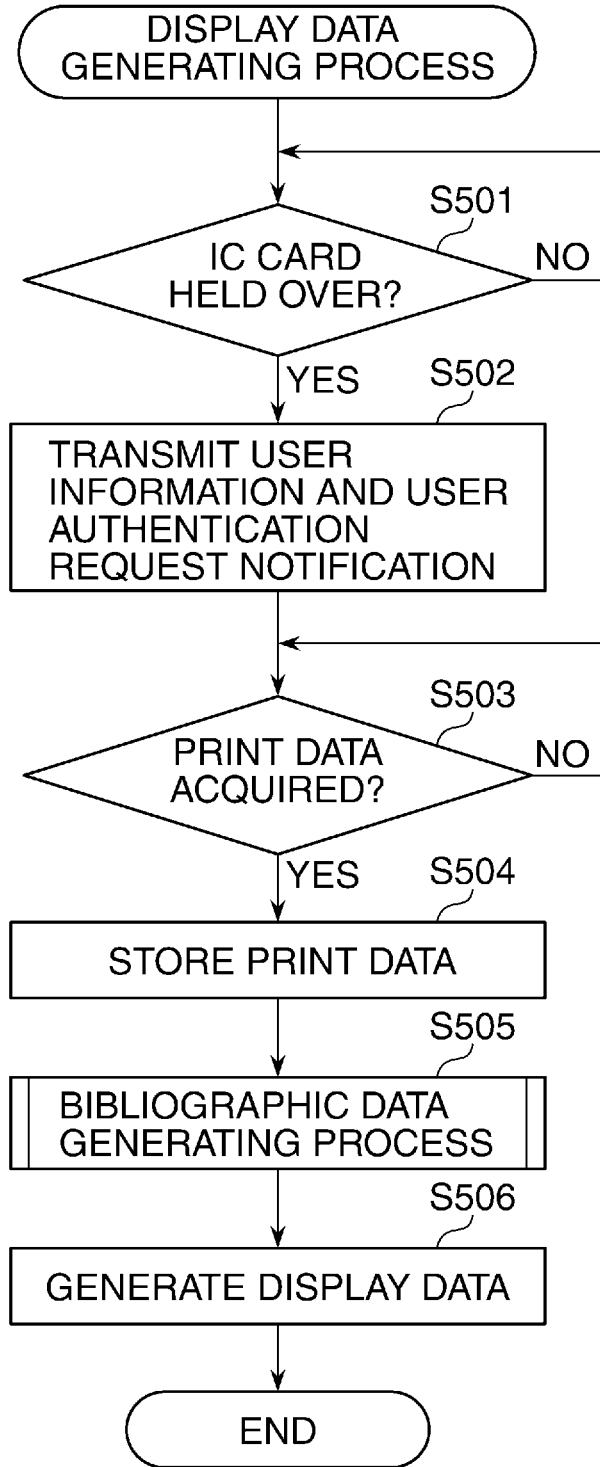 DISPLAY DATA
GENERATING PROCESS
S501
IC CARD
HELD OVER?
NO
YES
S502
TRANSMIT USER
INFORMATION AND USER
AUTHENTICATION
REQUEST NOTIFICATION
S503
PRINT DATA
ACQUIRED?
NO
YES
S504
STORE PRINT DATA
S505
BIBLIOGRAPHIC DATA
GENERATING PROCESS
S506
GENERATE DISPLAY DATA
END